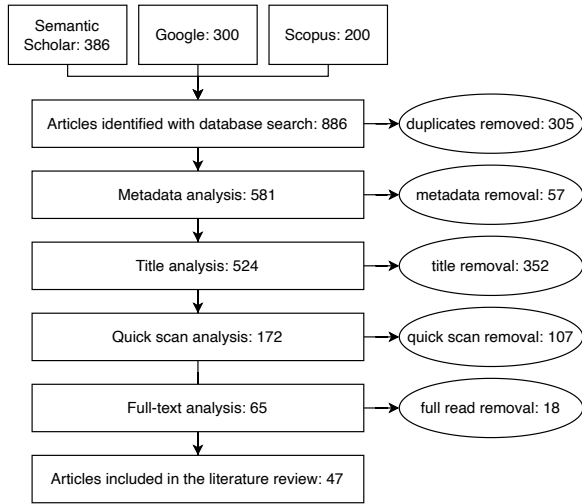 Semantic
Scholar: 386
Google: 300
Scopus: 200
Articles identified with database search: 886
duplicates removed: 305
Metadata analysis: 581
metadata removal: 57
Title analysis: 524
title removal: 352
Quick scan analysis: 172
quick scan removal: 107
Full-text analysis: 65
full read removal: 18
Articles included in the literature review: 47